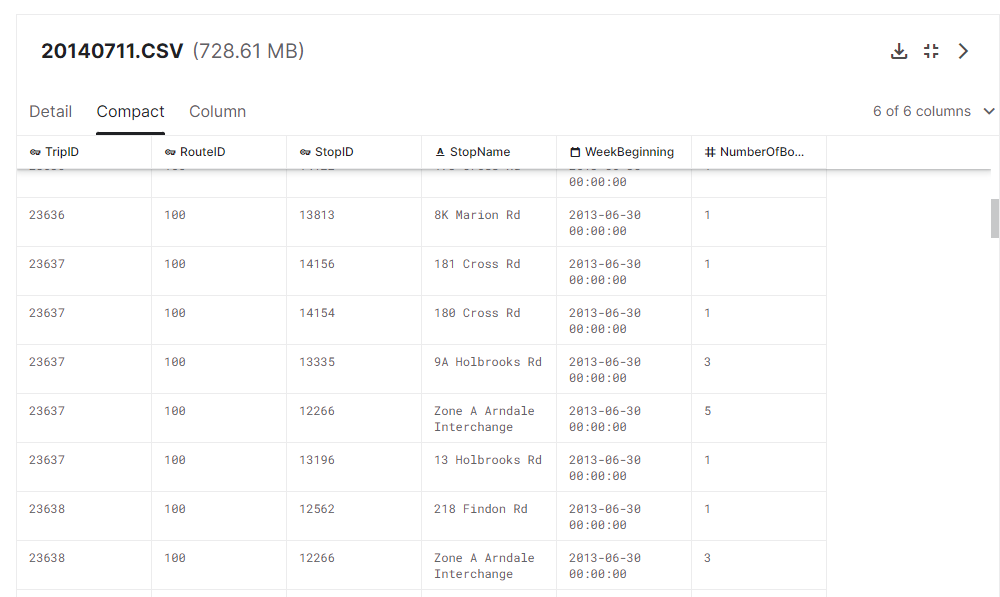 20140711.CSV (728.61 MB)
Detail Compact Column 6 of 6 columns
TripID RouteID StopID StopName WeekBeginning NumberOfBo...
00:00:00
23636 100 13813 8K Marion Rd 2013-06-30 1
00:00:00
23637 100 14156 181 Cross Rd 2013-06-30 1
00:00:00
23637 100 14154 180 Cross Rd 2013-06-30 1
00:00:00
23637 100 13335 9A Holbrooks Rd 2013-06-30 3
00:00:00
23637 100 12266 Zone A Arndale 2013-06-30 5
Interchange 00:00:00
23637 100 13196 13 Holbrooks Rd 2013-06-30 1
00:00:00
23638 100 12562 218 Findon Rd 2013-06-30 1
00:00:00
23638 100 12266 Zone A Arndale 2013-06-30 3
Interchange 00:00:00